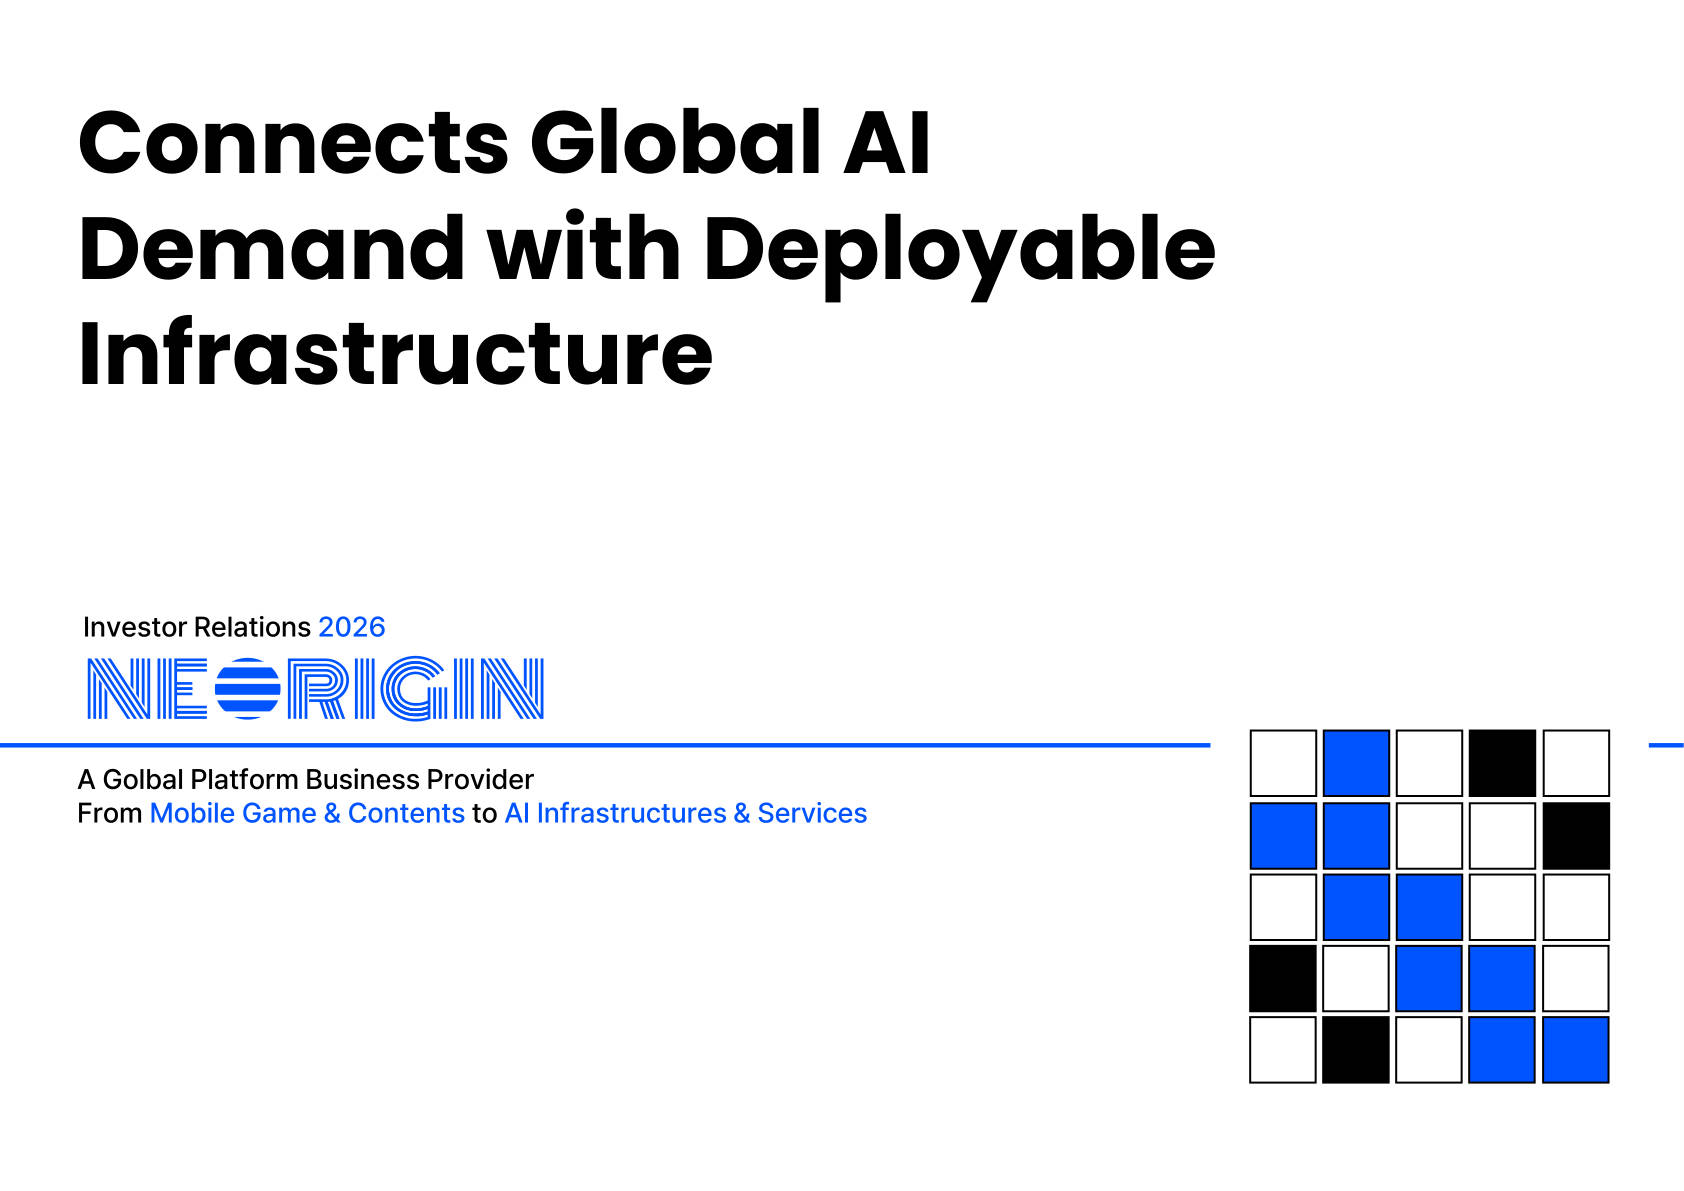 Connects Global AI
Demand with Deployable
Infrastructure
Investor Relations 2026
NEORIGIN
A Golbal Platform Business Provider
From Mobile Game & Contents to AI Infrastructures & Services